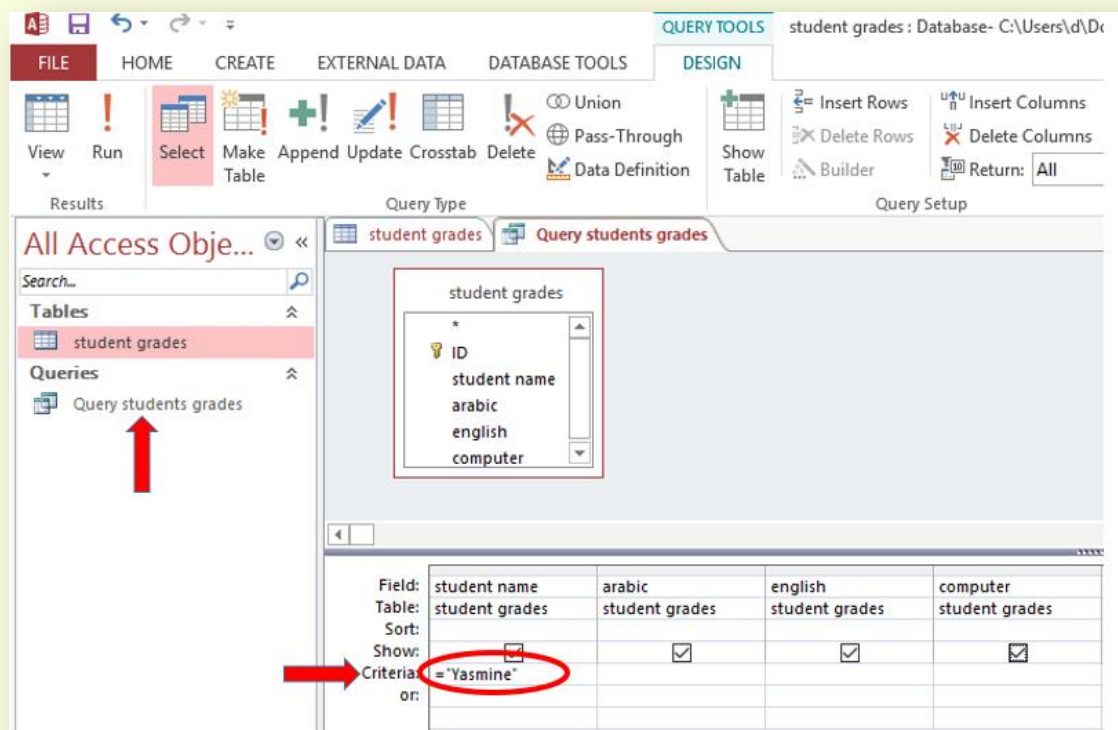 QUERY TOOLS student grades : Database- C:\Users\d\Do
FILE HOME CREATE EXTERNAL DATA DATABASE TOOLS DESIGN
View
Run
Select
Make Table
Append
Update
Crosstab
Delete
Union
Pass-Through
Data Definition
Show Table
Insert Rows
Delete Rows
Builder
Insert Columns
Delete Columns
Return: All
Results
Query Type
Query Setup
All Access Obje... «
Search...
Tables
student grades
Queries
Query students grades
student grades
Query students grades
student grades
*
ID
student name
arabic
english
computer
Field: student name arabic english computer
Table: student grades student grades student grades student grades
Sort:
Show:
Criteria: ="Yasmine"
or: